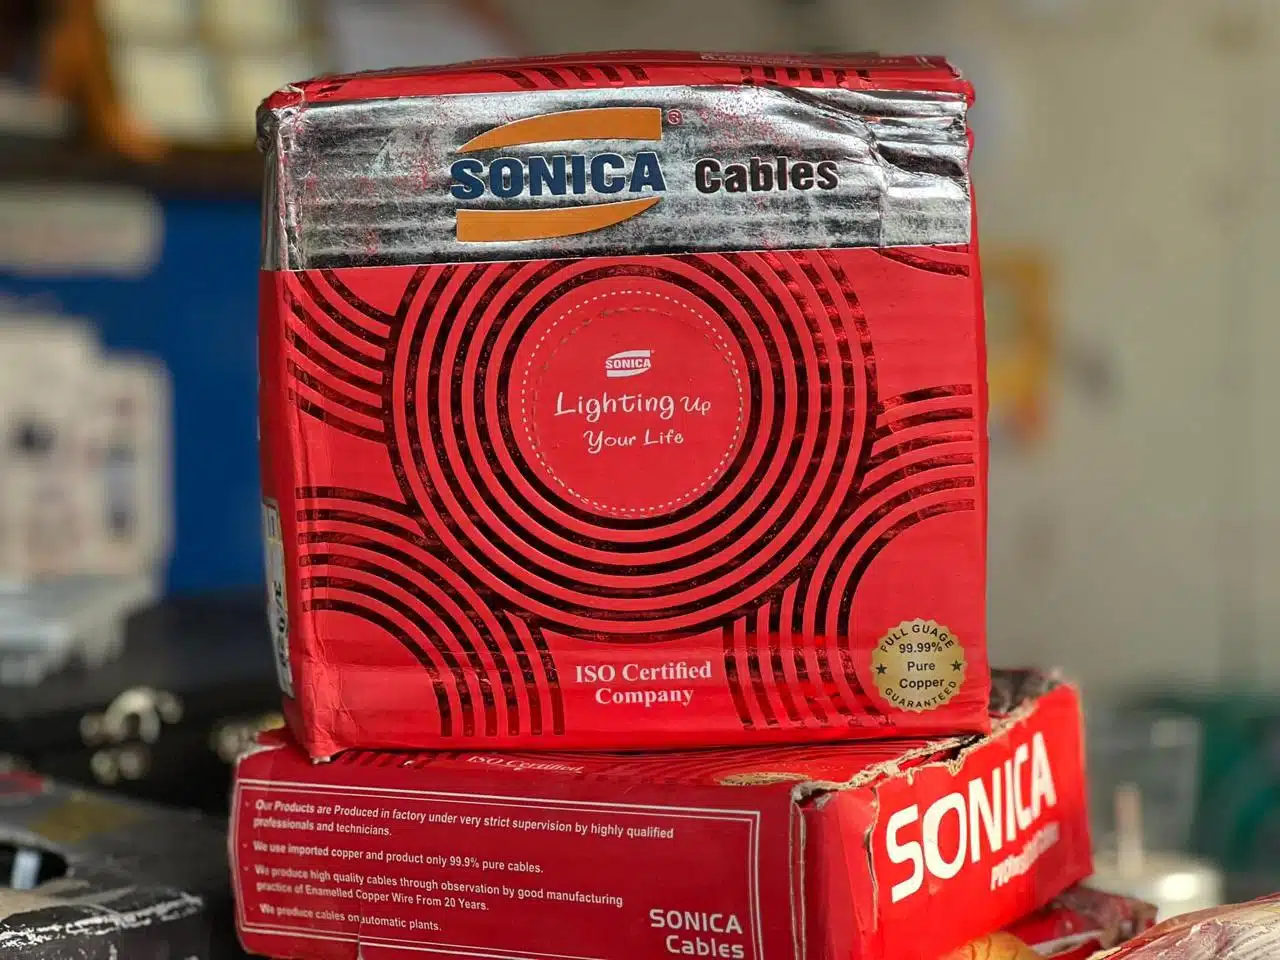 SONICA® Cables
SONICA
Lighting Up
Your Life
ISO Certified
Company
FULL GUAGE
99.99%
Pure
Copper
GUARANTEED
ISO Certified
Our Products are Produced in factory under very strict supervision by highly qualified
professionals and technicians.
We use imported copper and product only 99.9% pure cables.
We produce high quality cables through observation by good manufacturing
practice of Enamelled Copper Wire From 20 Years.
We produce cables on automatic plants.
SONICA
Cables
SONICA